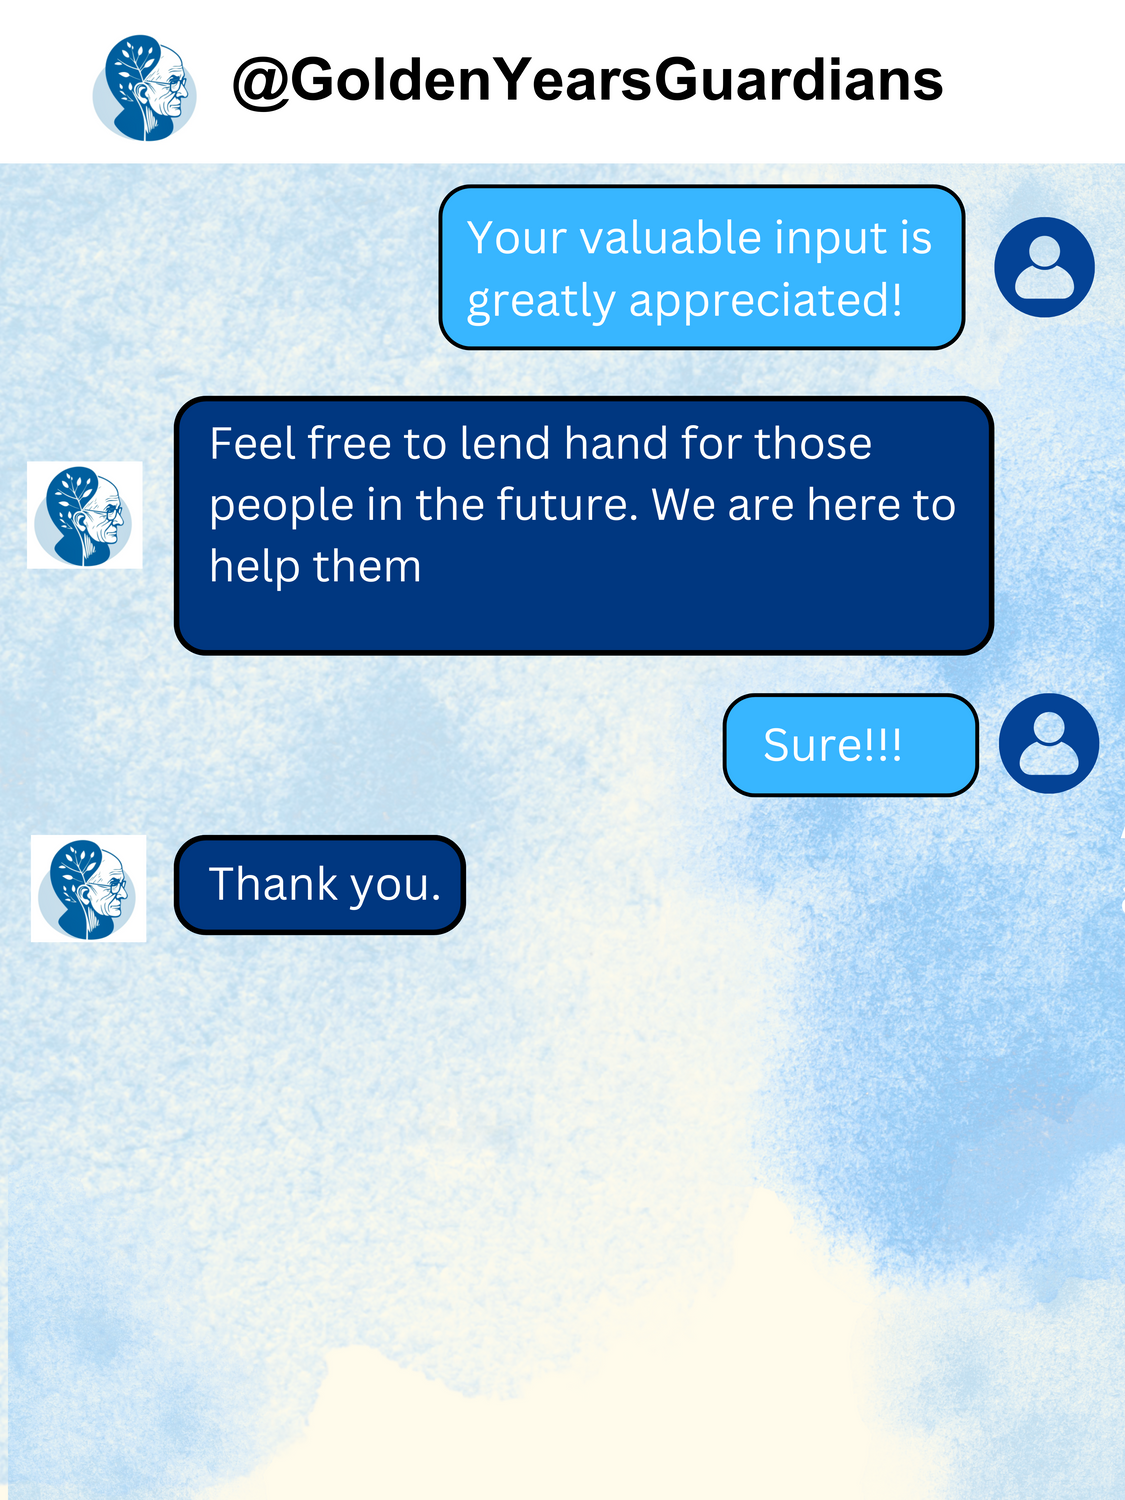 @GoldenYearsGuardians
Your valuable input is
greatly appreciated!
Feel free to lend hand for those
people in the future. We are here to
help them
Sure!!!
Thank you.